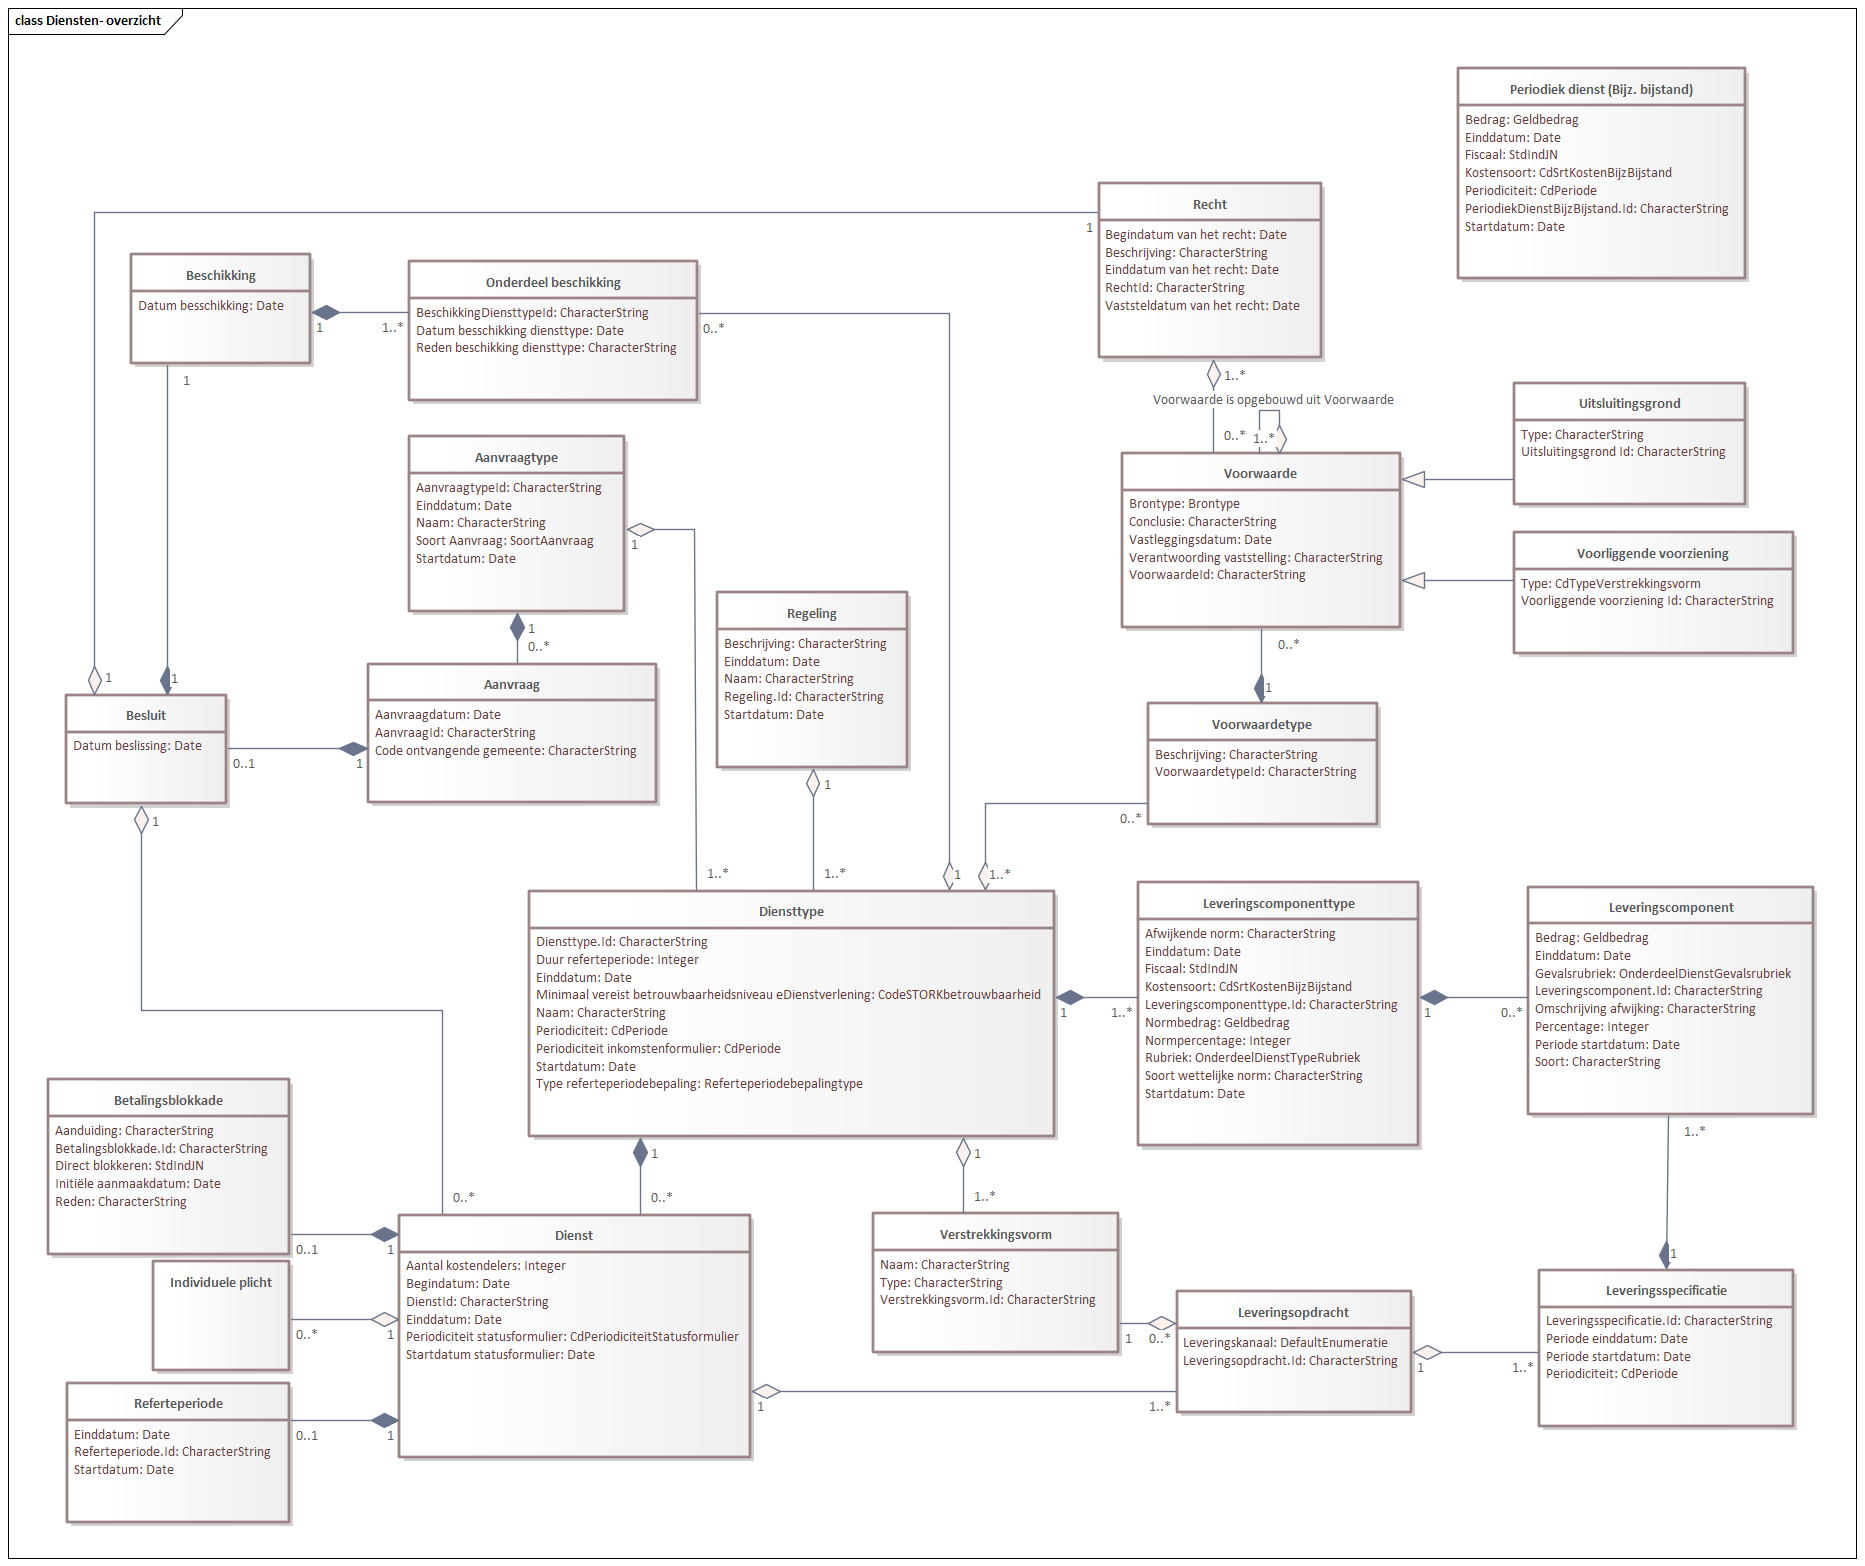 class Diensten- overzicht
Periodiek dienst (Bijz. bijstand)
Bedrag: Geldbedrag
Einddatum: Date
Fiscaal: StdIndJN
Kostensoort: CdSrtKostenBijzBijstand
Periodiciteit: CdPeriode
PeriodiekDienstBijzBijstand.Id: CharacterString
Startdatum: Date
Recht
Begindatum van het recht: Date
Beschrijving: CharacterString
Einddatum van het recht: Date
RechtId: CharacterString
Vaststeldatum van het recht: Date
1
Beschikking
Datum besschikking: Date
1
1..*
1
Onderdeel beschikking
BeschikkingDiensttypeId: CharacterString
Datum besschikking diensttype: Date
Reden beschikking diensttype: CharacterString
0..*
1..*
Voorwaarde is opgebouwd uit Voorwaarde
0..*
1..*
Uitsluitingsgrond
Type: CharacterString
Uitsluitingsgrond Id: CharacterString
Aanvraagtype
AanvraagtypeId: CharacterString
Einddatum: Date
Naam: CharacterString
Soort Aanvraag: SoortAanvraag
Startdatum: Date
1
1
0..*
Voorwaarde
Brontype: Brontype
Conclusie: CharacterString
Vastleggingsdatum: Date
Verantwoording vaststelling: CharacterString
VoorwaardeId: CharacterString
0..*
1
Voorliggende voorziening
Type: CdTypeVerstrekkingsvorm
Voorliggende voorziening Id: CharacterString
Regeling
Beschrijving: CharacterString
Einddatum: Date
Naam: CharacterString
Regeling.Id: CharacterString
Startdatum: Date
1
1..*
Aanvraag
Aanvraagdatum: Date
AanvraagId: CharacterString
Code ontvangende gemeente: CharacterString
1
0..1
1
1
Besluit
Datum beslissing: Date
1
Voorwaardetype
Beschrijving: CharacterString
VoorwaardetypeId: CharacterString
0..*
1..*
1..*
1
Diensttype
Diensttype.Id: CharacterString
Duur referteperiode: Integer
Einddatum: Date
Minimaal vereist betrouwbaarheidsniveau eDienstverlening: CodeSTORKbetrouwbaarheid
Naam: CharacterString
Periodiciteit: CdPeriode
Periodiciteit inkomstenformulier: CdPeriode
Startdatum: Date
Type referteperiodebepaling: Referteperiodebepalingtype
1
1..*
Leveringscomponenttype
Afwijkende norm: CharacterString
Einddatum: Date
Fiscaal: StdIndJN
Kostensoort: CdSrtKostenBijzBijstand
Leveringscomponenttype.Id: CharacterString
Normbedrag: Geldbedrag
Normpercentage: Integer
Rubriek: OnderdeelDienstTypeRubriek
Soort wettelijke norm: CharacterString
Startdatum: Date
1
0..*
Leveringscomponent
Bedrag: Geldbedrag
Einddatum: Date
Gevalsrubriek: OnderdeelDienstGevalsrubriek
Leveringscomponent.Id: CharacterString
Omschrijving afwijking: CharacterString
Percentage: Integer
Periode startdatum: Date
Soort: CharacterString
1..*
1
Betalingsblokkade
Aanduiding: CharacterString
Betalingsblokkade.Id: CharacterString
Direct blokkeren: StdIndJN
Initiële aanmaakdatum: Date
Reden: CharacterString
0..1
1
0..*
1
0..*
1
1..*
Individuele plicht
0..*
1
Dienst
Aantal kostendelers: Integer
Begindatum: Date
DienstId: CharacterString
Einddatum: Date
Periodiciteit statusformulier: CdPeriodiciteitStatusformulier
Startdatum statusformulier: Date
Verstrekkingsvorm
Naam: CharacterString
Type: CharacterString
Verstrekkingsvorm.Id: CharacterString
1
0..*
Leveringsopdracht
Leveringskanaal: DefaultEnumeratie
Leveringsopdracht.Id: CharacterString
1
1..*
Leveringsspecificatie
Leveringsspecificatie.Id: CharacterString
Periode einddatum: Date
Periode startdatum: Date
Periodiciteit: CdPeriode
1
1..*
Referteperiode
Einddatum: Date
Referteperiode.Id: CharacterString
Startdatum: Date
0..1
1